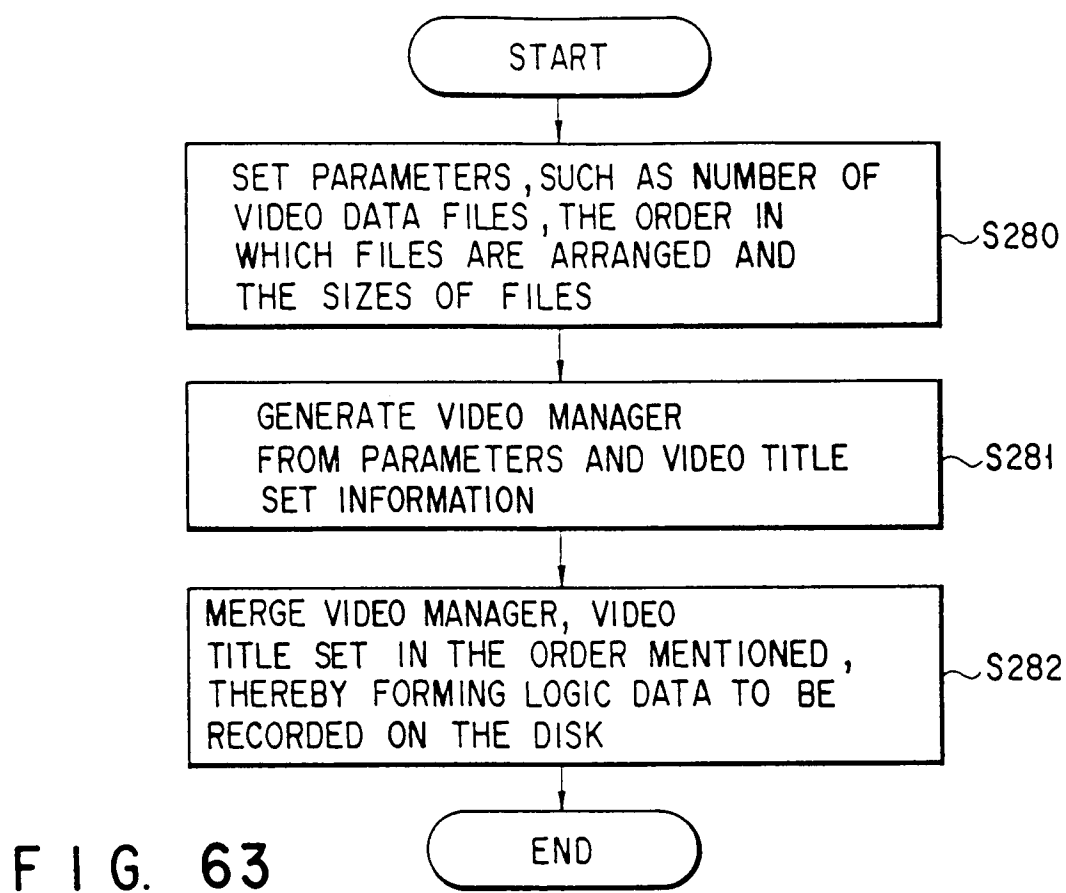 START
SET PARAMETERS, SUCH AS NUMBER OF
VIDEO DATA FILES, THE ORDER IN
WHICH FILES ARE ARRANGED AND
THE SIZES OF FILES
S280
GENERATE VIDEO MANAGER
FROM PARAMETERS AND VIDEO TITLE
SET INFORMATION
S281
MERGE VIDEO MANAGER, VIDEO
TITLE SET IN THE ORDER MENTIONED,
THEREBY FORMING LOGIC DATA TO BE
RECORDED ON THE DISK
S282
END
FIG. 63